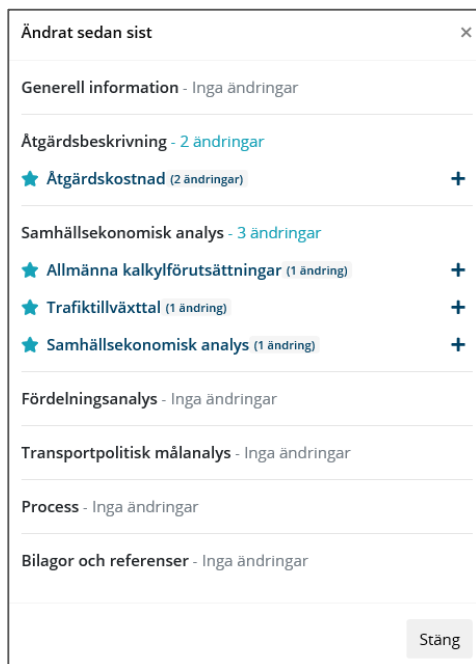 Ändrat sedan sist ×
Generell information - Inga ändringar
Åtgärdsbeskrivning - 2 ändringar
Åtgärdskostnad (2 ändringar) +
Samhällsekonomisk analys - 3 ändringar
Allmänna kalkylförutsättningar (1 ändring) +
Trafiktillväxttal (1 ändring) +
Samhällsekonomisk analys (1 ändring) +
Fördelningsanalys - Inga ändringar
Transportpolitisk målanalys - Inga ändringar
Process - Inga ändringar
Bilagor och referenser - Inga ändringar
Stäng